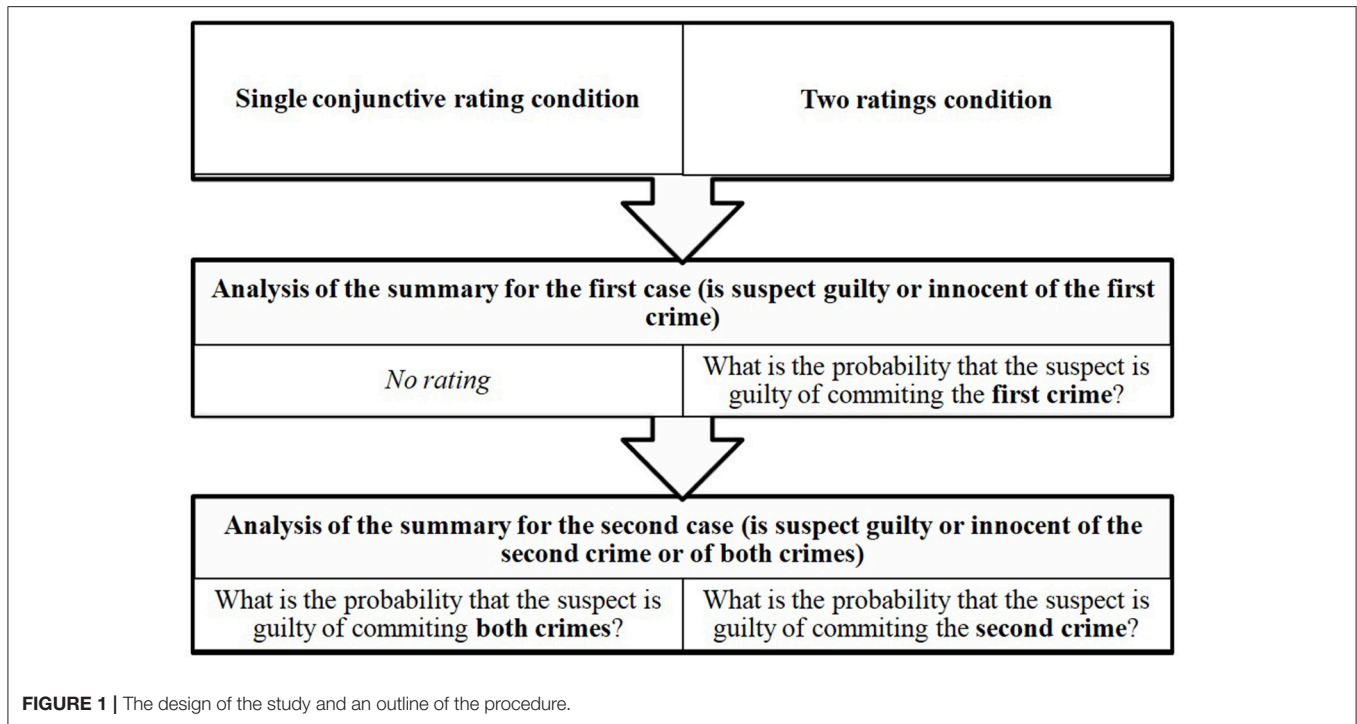 Single conjunctive rating condition
Two ratings condition
Analysis of the summary for the first case (is suspect guilty or innocent of the first
crime)
No rating
What is the probability that the suspect is
guilty of commiting the first crime?
Analysis of the summary for the second case (is suspect guilty or innocent of the
second crime or of both crimes)
What is the probability that the suspect is
guilty of commiting both crimes?
What is the probability that the suspect is
guilty of commiting the second crime?
FIGURE 1 | The design of the study and an outline of the procedure.